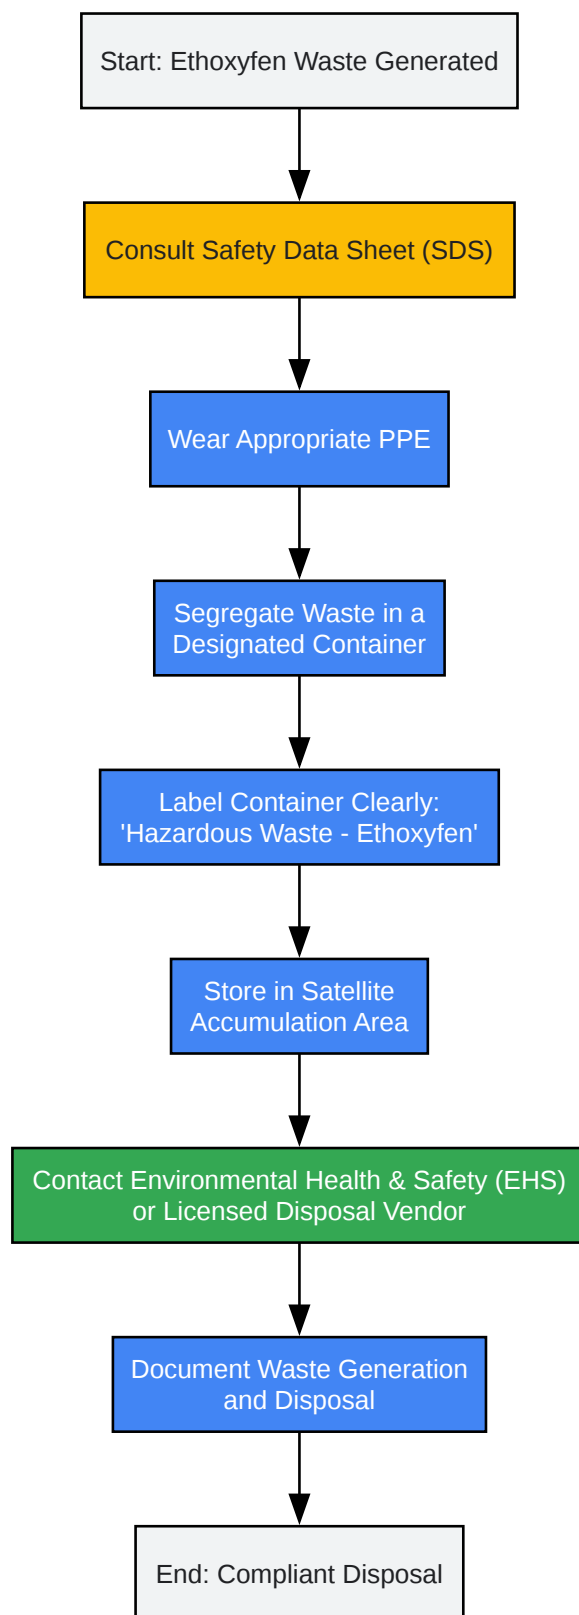 Start: Ethoxyfen Waste Generated
Consult Safety Data Sheet (SDS)
Wear Appropriate PPE
Segregate Waste in a
Designated Container
Label Container Clearly:
'Hazardous Waste - Ethoxyfen'
Store in Satellite
Accumulation Area
Contact Environmental Health & Safety (EHS)
or Licensed Disposal Vendor
Document Waste Generation
and Disposal
End: Compliant Disposal